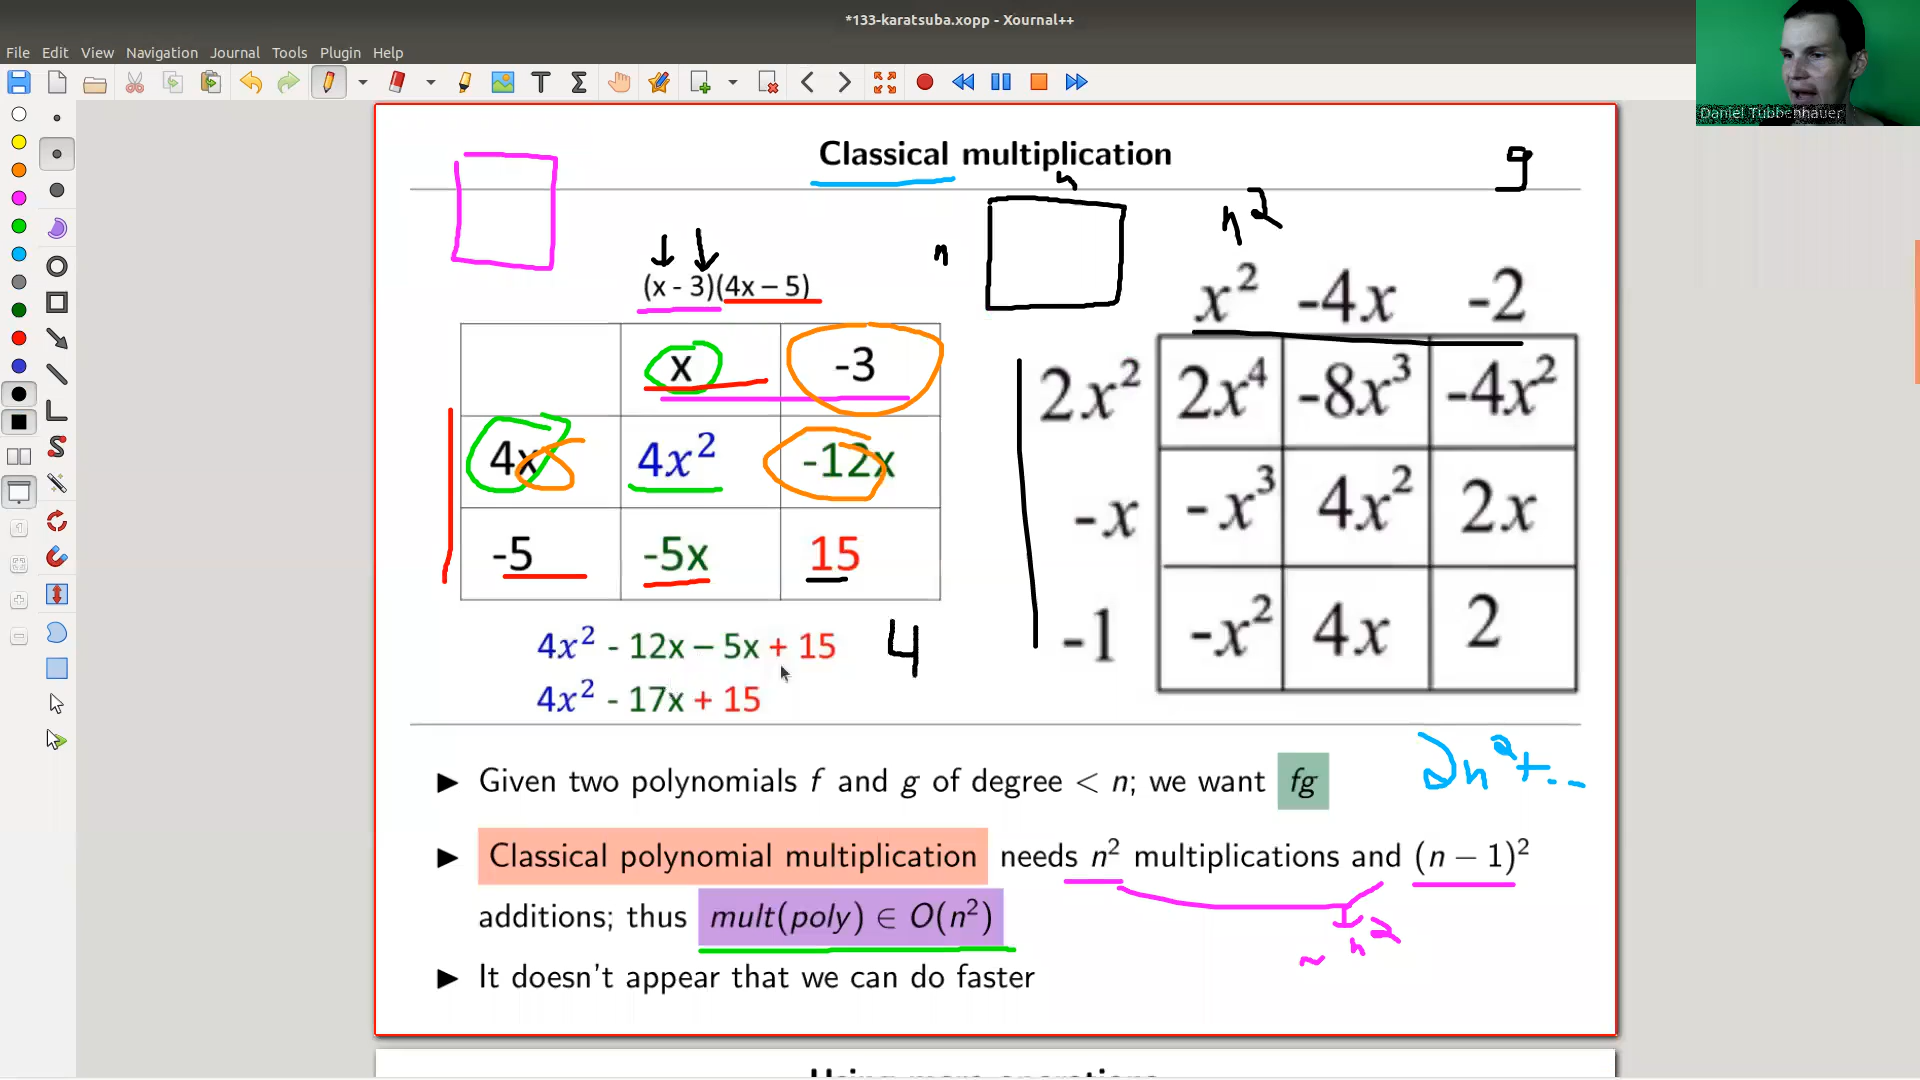 *133-karatsuba.xopp - Xournal++
File Edit View Navigation Journal Tools Plugin Help
Daniel Tubbenhauer
Classical multiplication
9
n
n
n²
(x - 3)(4x – 5)
x -3
4x 4x² -12x
-5 -5x 15
4x² - 12x – 5x + 15
4
4x² - 17x + 15
x² -4x -2
2x² 2x⁴ -8x³ -4x²
-x -x³ 4x² 2x
-1 -x² 4x 2
2n²+...
► Given two polynomials f and g of degree < n; we want fg
► Classical polynomial multiplication needs n² multiplications and (n − 1)²
additions; thus mult(poly) ∈ O(n²)
~ n²
► It doesn't appear that we can do faster
Using more operations